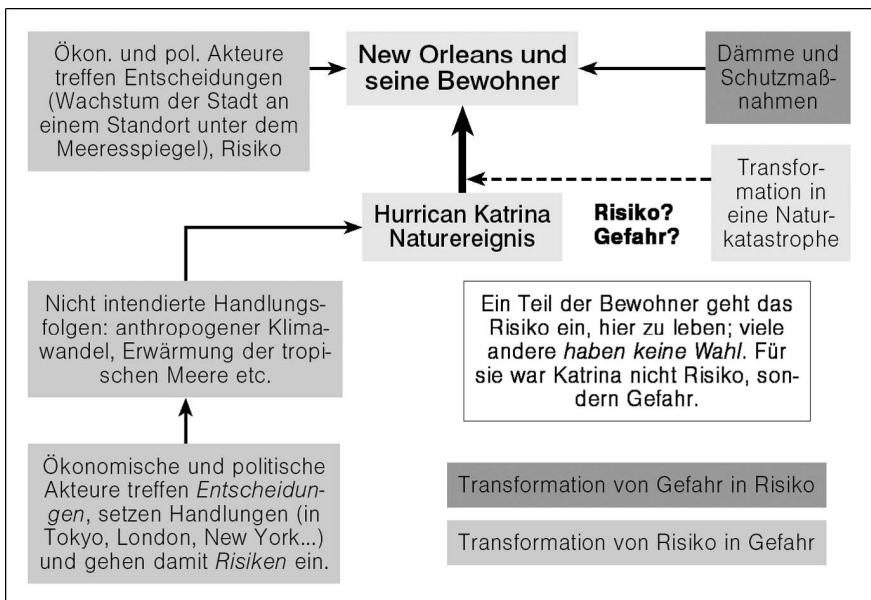 Ökon. und pol. Akteure
treffen Entscheidungen
(Wachstum der Stadt an
einem Standort unter dem
Meeresspiegel), Risiko
New Orleans und
seine Bewohner
Dämme und
Schutzmaß-
nahmen
Transfor-
mation in
eine Natur-
katastrophe
Hurrican Katrina
Naturereignis
Risiko?
Gefahr?
Nicht intendierte Handlungs-
folgen: anthropogener Klima-
wandel, Erwärmung der tropi-
schen Meere etc.
Ein Teil der Bewohner geht das
Risiko ein, hier zu leben; viele
andere haben keine Wahl. Für
sie war Katrina nicht Risiko, son-
dern Gefahr.
Ökonomische und politische
Akteure treffen Entscheidun-
gen, setzen Handlungen (in
Tokyo, London, New York...)
und gehen damit Risiken ein.
Transformation von Gefahr in Risiko
Transformation von Risiko in Gefahr